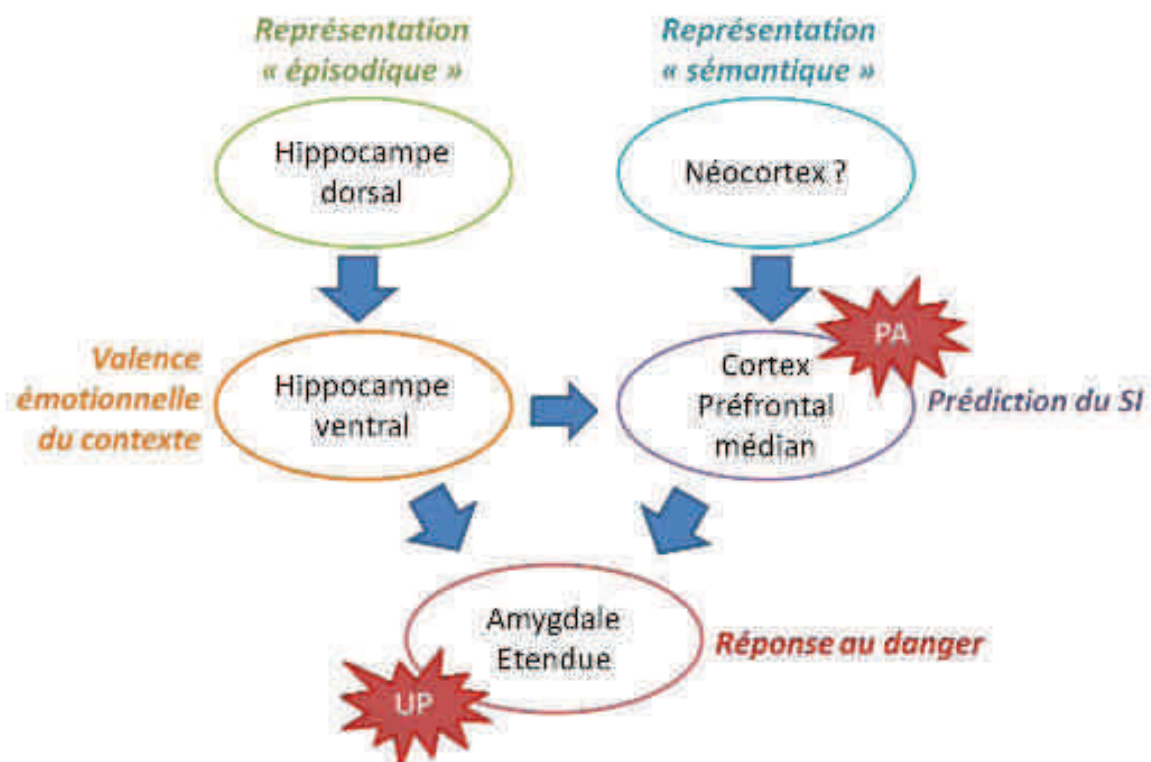 Représentation
« épisodique »
Représentation
« sémantique »
Hippocampe
dorsal
Néocortex ?
PA
Valence
émotionnelle
du contexte
Hippocampe
ventral
Cortex
Préfrontal
médian
Prédiction du SI
Amygdale
Etendue
Réponse au danger
UP